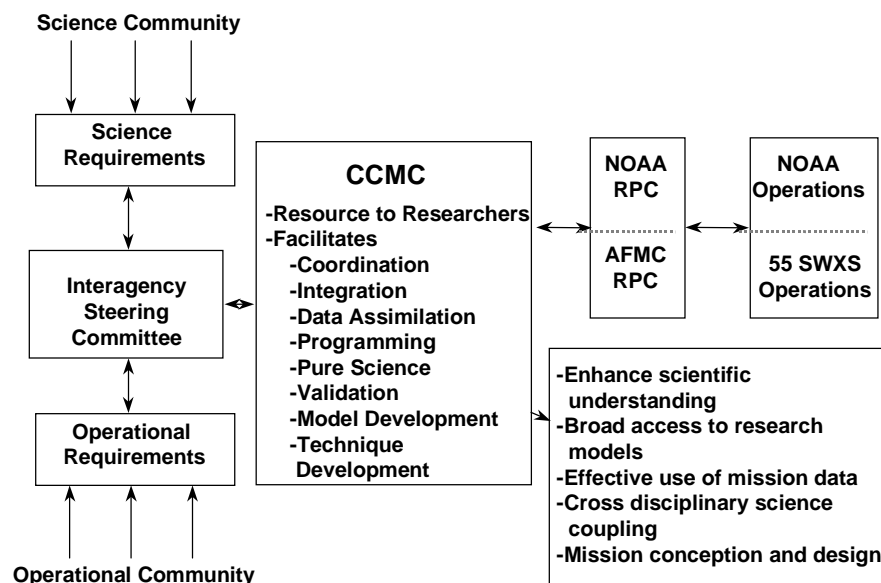 Science Community
Science
Requirements
Interagency
Steering
Committee
Operational
Requirements
Operational Community
CCMC
-Resource to Researchers
-Facilitates
-Coordination
-Integration
-Data Assimilation
-Programming
-Pure Science
-Validation
-Model Development
-Technique
Development
NOAA
RPC
AFMC
RPC
NOAA
Operations
55 SWXS
Operations
-Enhance scientific
understanding
-Broad access to research
models
-Effective use of mission data
-Cross disciplinary science
coupling
-Mission conception and design